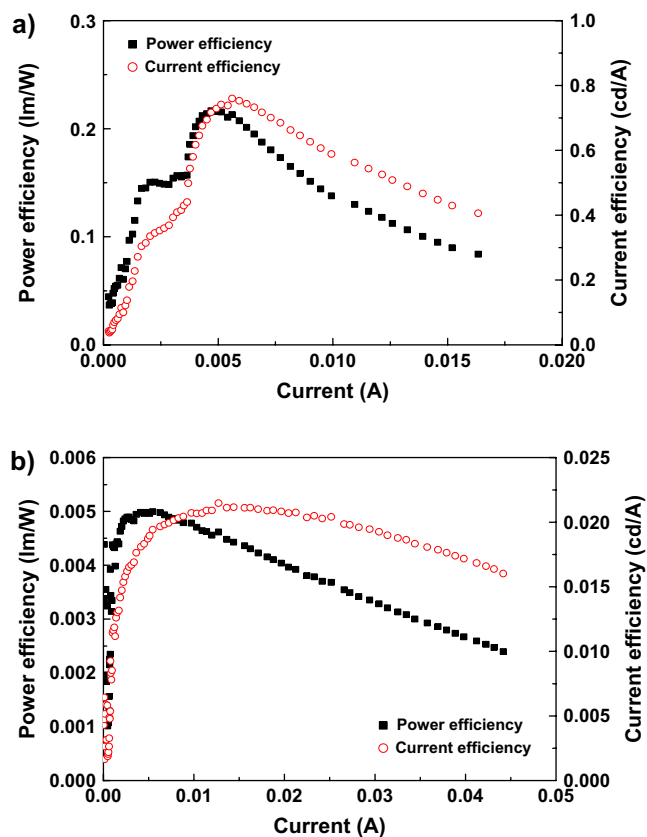 a)
Power efficiency
Current efficiency
Power efficiency (lm/W)
0.3
0.2
0.1
0.0
Current efficiency (cd/A)
1.0
0.8
0.6
0.4
0.2
0.0
0.000 0.005 0.010 0.015 0.020
Current (A)
b)
Power efficiency (lm/W)
0.006
0.005
0.004
0.003
0.002
0.001
0.000
Current efficiency (cd/A)
0.025
0.020
0.015
0.010
0.005
0.000
Power efficiency
Current efficiency
0.00 0.01 0.02 0.03 0.04 0.05
Current (A)